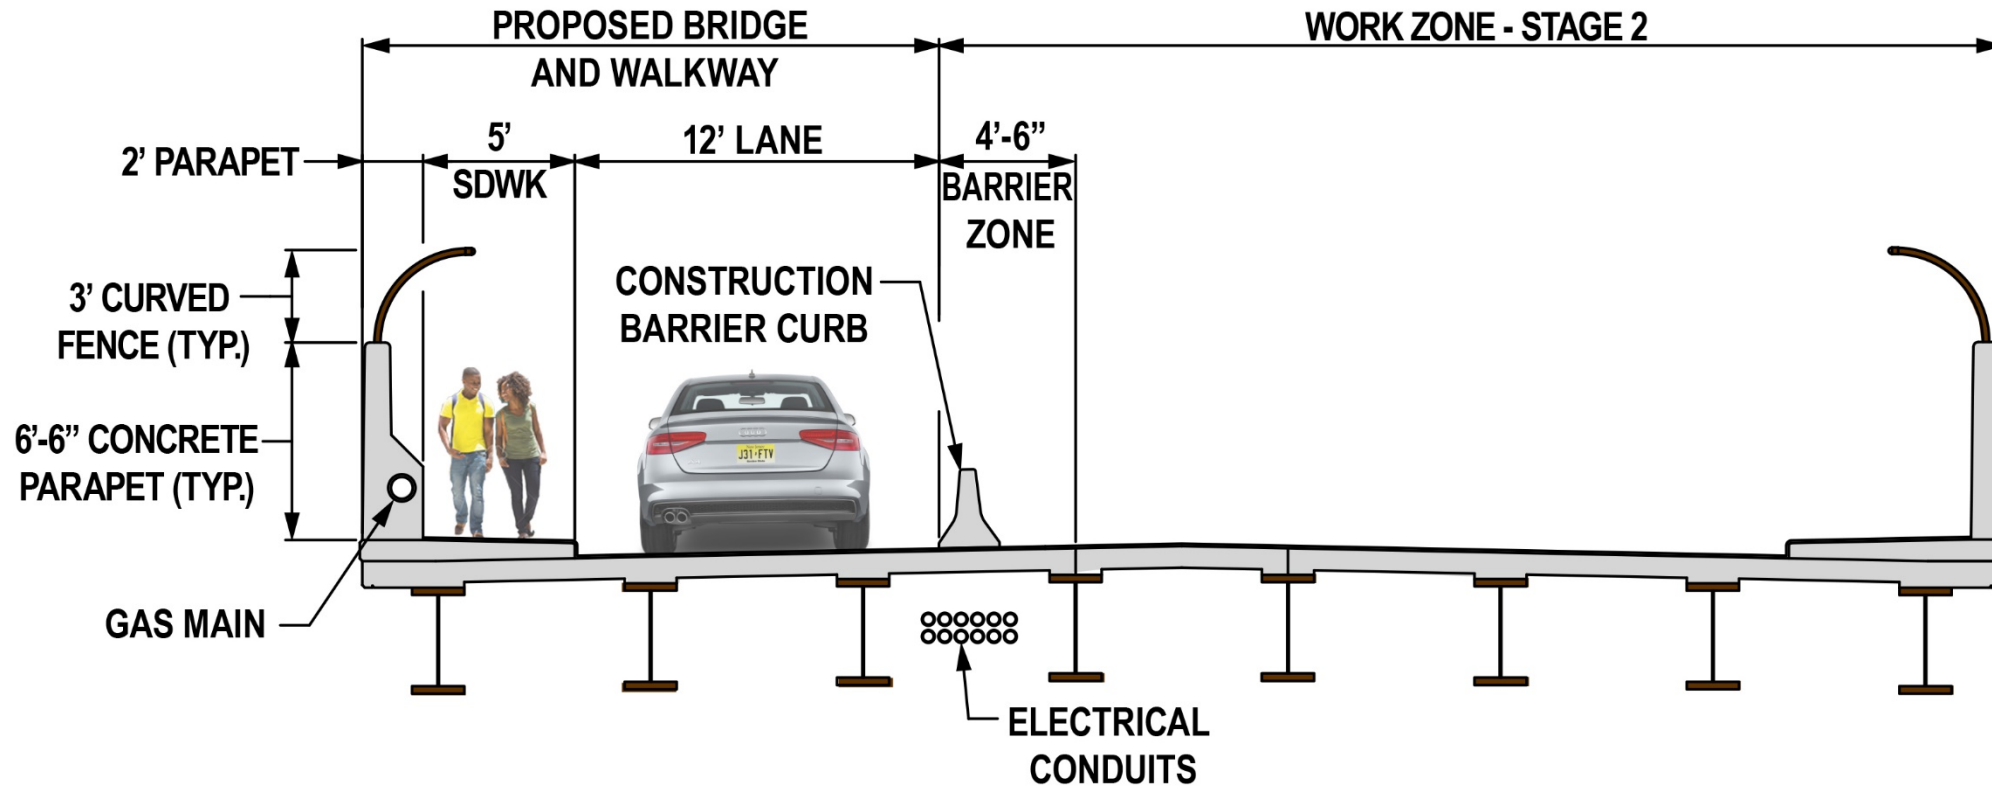 PROPOSED BRIDGE
AND WALKWAY
WORK ZONE - STAGE 2
2’ PARAPET
5’
SDWK
12’ LANE
4’-6”
BARRIER
ZONE
3’ CURVED
FENCE (TYP.)
CONSTRUCTION
BARRIER CURB
6’-6” CONCRETE
PARAPET (TYP.)
J31·FTV
GAS MAIN
ELECTRICAL
CONDUITS